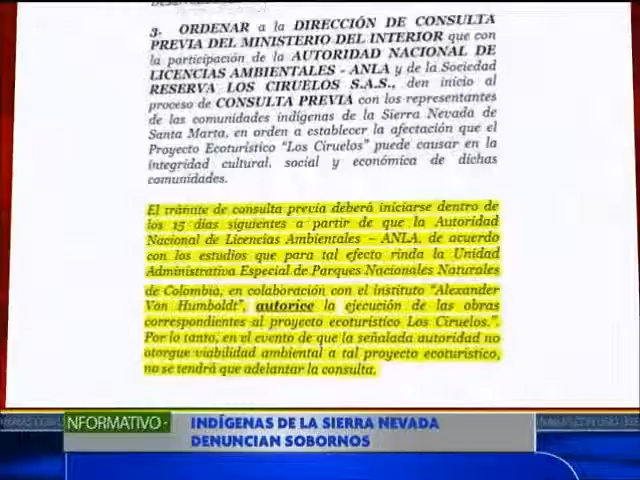 3- ORDENAR a la DIRECCIÓN DE CONSULTA
PREVIA DEL MINISTERIO DEL INTERIOR que con
la participación de la AUTORIDAD NACIONAL DE
LICENCIAS AMBIENTALES - ANLA y de la Sociedad
RESERVA LOS CIRUELOS S.A.S., den inicio al
proceso de CONSULTA PREVIA con los representantes
de las comunidades indígenas de la Sierra Nevada de
Santa Marta, en orden a establecer la afectación que el
Proyecto Ecoturístico "Los Ciruelos" puede causar en la
integridad cultural, social y económica de dichas
comunidades.
El trámite de consulta previa deberá iniciarse dentro de
los 15 días siguientes a partir de que la Autoridad
Nacional de Licencias Ambientales – ANLA, de acuerdo
con los estudios que para tal efecto rinda la Unidad
Administrativa Especial de Parques Nacionales Naturales
de Colombia, en colaboración con el instituto "Alexander
Von Humboldt", autorice la ejecución de las obras
correspondientes al proyecto ecoturístico Los Ciruelos.".
Por lo tanto, en el evento de que la señalada autoridad no
otorgue viabilidad ambiental a tal proyecto ecoturístico,
no se tendrá que adelantar la consulta.
NFORMATIVO-
INDÍGENAS DE LA SIERRA NEVADA
DENUNCIAN SOBORNOS